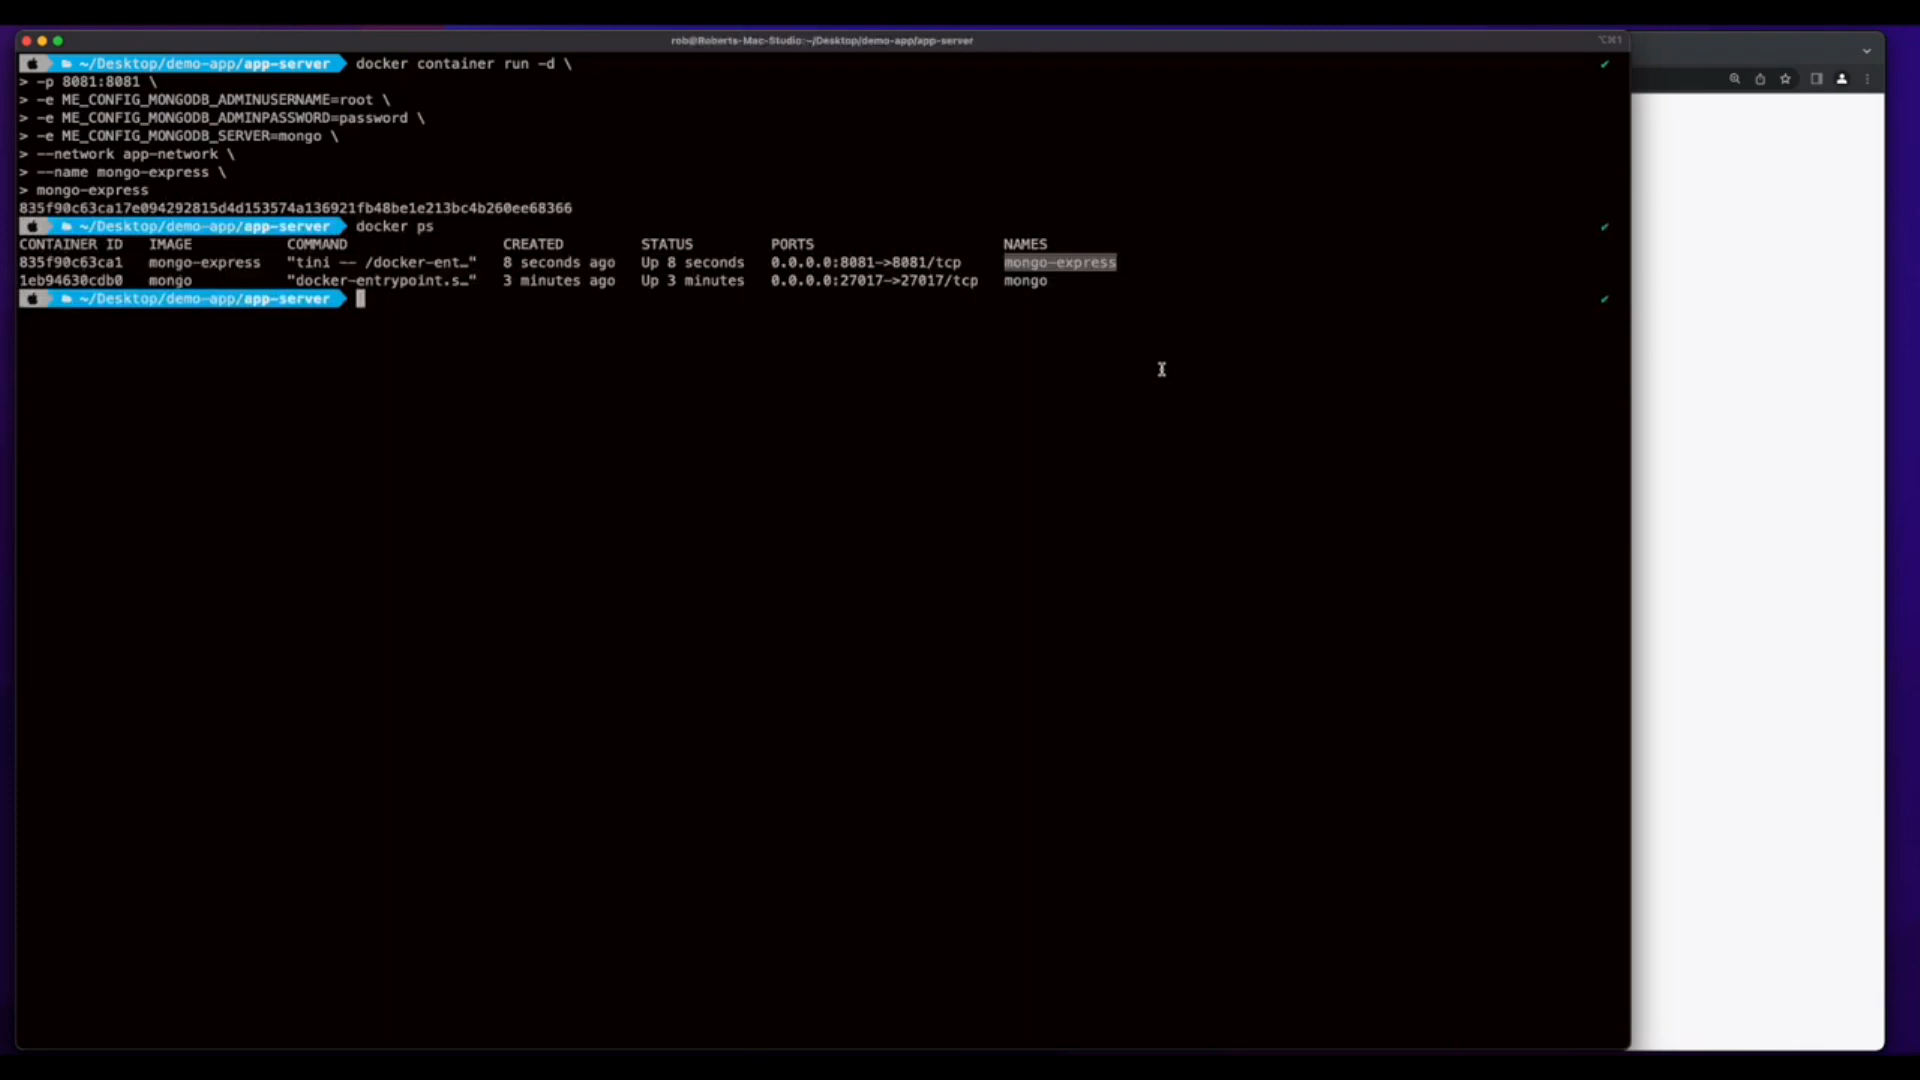 rob@Roberts-Mac-Studio:~/Desktop/demo-app/app-server
⌥⌘1
~/Desktop/demo-app/app-server docker container run -d \
> -p 8081:8081 \
> -e ME_CONFIG_MONGODB_ADMINUSERNAME=root \
> -e ME_CONFIG_MONGODB_ADMINPASSWORD=password \
> -e ME_CONFIG_MONGODB_SERVER=mongo \
> --network app-network \
> --name mongo-express \
> mongo-express
835f90c63ca17e094292815d4d153574a136921fb48be1e213bc4b260ee68366
~/Desktop/demo-app/app-server docker ps
CONTAINER ID IMAGE COMMAND CREATED STATUS PORTS NAMES
835f90c63ca1 mongo-express "tini -- /docker-ent…" 8 seconds ago Up 8 seconds 0.0.0.0:8081->8081/tcp mongo-express
1eb94630cdb0 mongo "docker-entrypoint.s…" 3 minutes ago Up 3 minutes 0.0.0.0:27017->27017/tcp mongo
~/Desktop/demo-app/app-server